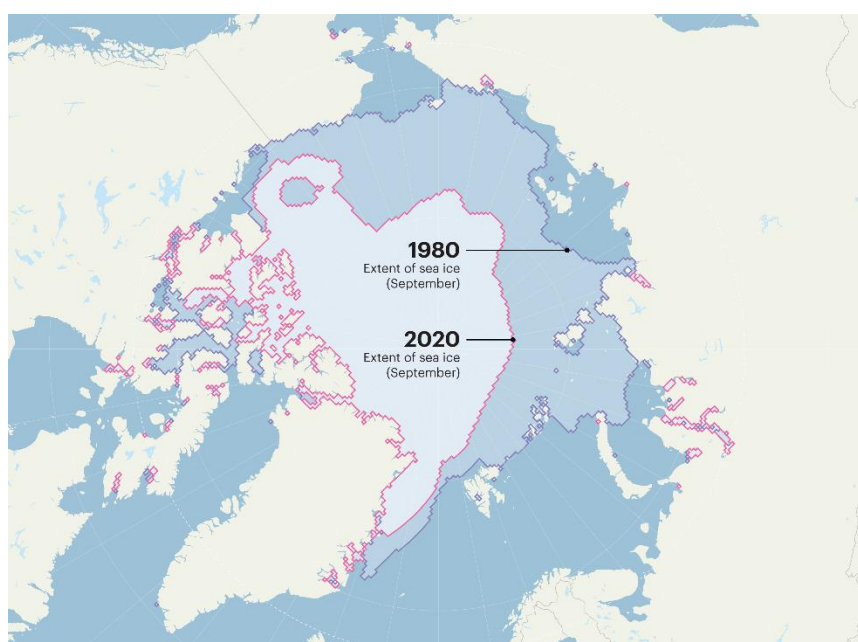 1980
Extent of sea ice
(September)
2020
Extent of sea ice
(September)